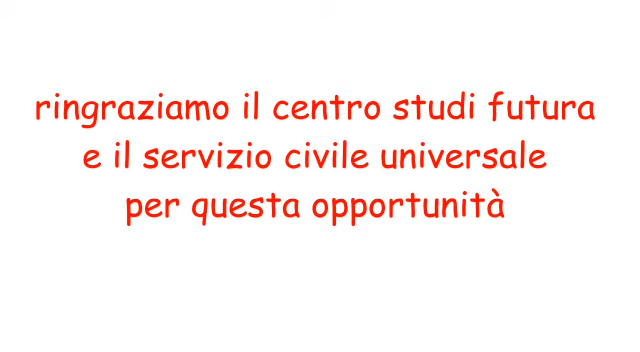 ringraziamo il centro studi futura
e il servizio civile universale
per questa opportunità